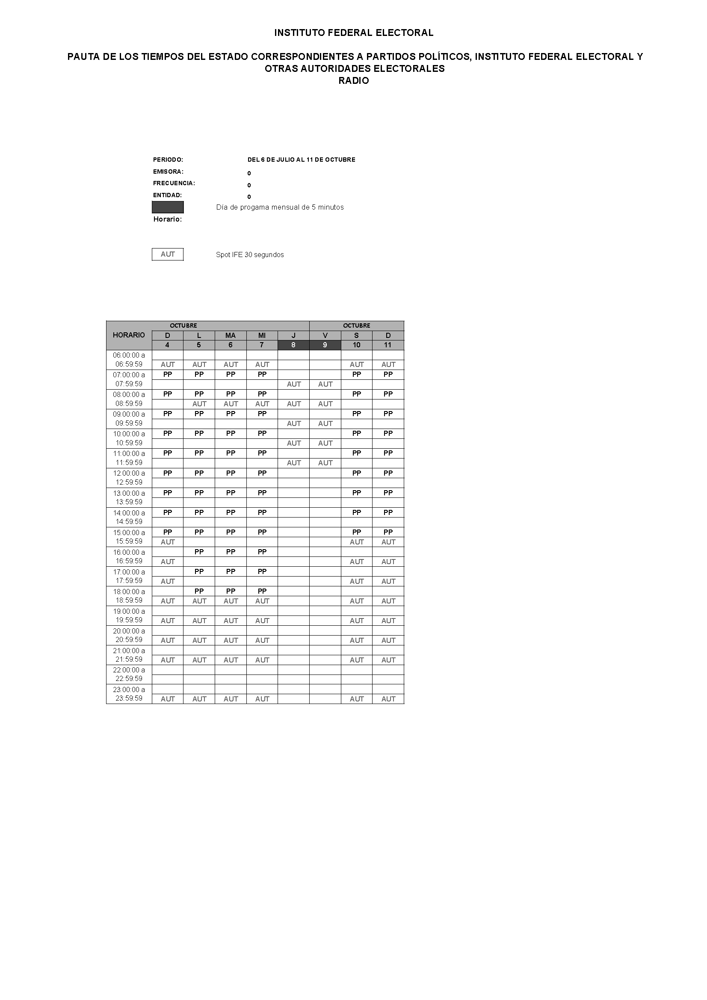 INSTITUTO FEDERAL ELECTORAL
PAUTA DE LOS TIEMPOS DEL ESTADO CORRESPONDIENTES A PARTIDOS POLÍTICOS, INSTITUTO FEDERAL ELECTORAL Y
OTRAS AUTORIDADES ELECTORALES
RADIO
PERIODO: DEL 6 DE JULIO AL 11 DE OCTUBRE
EMISORA: 0
FRECUENCIA: 0
ENTIDAD: 0
Día de progama mensual de 5 minutos
Horario:
AUT Spot IFE 30 segundos
OCTUBRE OCTUBRE
HORARIO D L MA MI J V S D
4 5 6 7 8 9 10 11
06:00:00 a
06:59:59 AUT AUT AUT AUT AUT AUT
07:00:00 a PP PP PP PP PP PP
07:59:59 AUT AUT
08:00:00 a PP PP PP PP PP PP
08:59:59 AUT AUT AUT AUT AUT
09:00:00 a PP PP PP PP PP PP
09:59:59 AUT AUT
10:00:00 a PP PP PP PP PP PP
10:59:59 AUT AUT
11:00:00 a PP PP PP PP PP PP
11:59:59 AUT AUT
12:00:00 a PP PP PP PP PP PP
12:59:59
13:00:00 a PP PP PP PP PP PP
13:59:59
14:00:00 a PP PP PP PP PP PP
14:59:59
15:00:00 a PP PP PP PP PP PP
15:59:59 AUT AUT AUT
16:00:00 a PP PP PP
16:59:59 AUT AUT AUT
17:00:00 a PP PP PP
17:59:59 AUT AUT AUT
18:00:00 a PP PP PP
18:59:59 AUT AUT AUT AUT AUT AUT
19:00:00 a
19:59:59 AUT AUT AUT AUT AUT AUT
20:00:00 a
20:59:59 AUT AUT AUT AUT AUT AUT
21:00:00 a
21:59:59 AUT AUT AUT AUT AUT AUT
22:00:00 a
22:59:59
23:00:00 a
23:59:59 AUT AUT AUT AUT AUT AUT